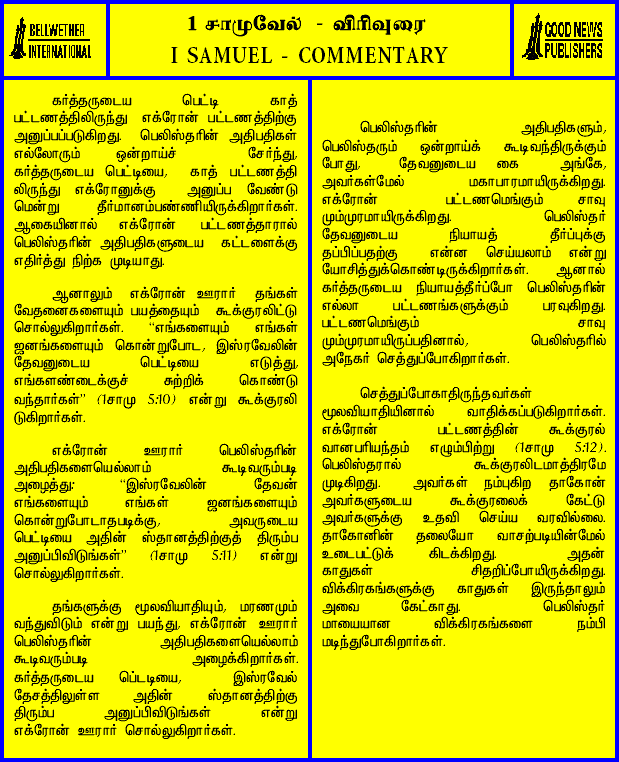 BELLWETHER
INTERNATIONAL
1 சாமுவேல் - விரிவுரை
I SAMUEL - COMMENTARY
GOOD NEWS
PUBLISHERS
கர்த்தருடைய பெட்டி காத்
பட்டணத்திலிருந்து எக்ரோன் பட்டணத்திற்கு
அனுப்பப்படுகிறது. பெலிஸ்தரின் அதிபதிகள்
எல்லோரும் ஒன்றாய்ச் சேர்ந்து,
கர்த்தருடைய பெட்டியை, காத் பட்டணத்தி
லிருந்து எக்ரோனுக்கு அனுப்ப வேண்டு
மென்று தீர்மானம்பண்ணியிருக்கிறார்கள்.
ஆகையினால் எக்ரோன் பட்டணத்தாரால்
பெலிஸ்தரின் அதிபதிகளுடைய கட்டளைக்கு
எதிர்த்து நிற்க முடியாது.
ஆனாலும் எக்ரோன் ஊரார் தங்கள்
வேதனைகளையும் பயத்தையும் கூக்குரலிட்டு
சொல்லுகிறார்கள். "எங்களையும் எங்கள்
ஜனங்களையும் கொன்றுபோட, இஸ்ரவேலின்
தேவனுடைய பெட்டியை எடுத்து,
எங்களண்டைக்குச் சுற்றிக் கொண்டு
வந்தார்கள்" (1சாமு 5:10) என்று கூக்குரலி
டுகிறார்கள்.
எக்ரோன் ஊரார் பெலிஸ்தரின்
அதிபதிகளையெல்லாம் கூடிவரும்படி
அழைத்து: "இஸ்ரவேலின் தேவன்
எங்களையும் எங்கள் ஜனங்களையும்
கொன்றுபோடாதபடிக்கு, அவருடைய
பெட்டியை அதின் ஸ்தானத்திற்குத் திரும்ப
அனுப்பிவிடுங்கள்" (1சாமு 5:11) என்று
சொல்லுகிறார்கள்.
தங்களுக்கு மூலவியாதியும், மரணமும்
வந்துவிடும் என்று பயந்து, எக்ரோன் ஊரார்
பெலிஸ்தரின் அதிபதிகளையெல்லாம்
கூடிவரும்படி அழைக்கிறார்கள்.
கர்த்தருடைய பெட்டியை, இஸ்ரவேல்
தேசத்திலுள்ள அதின் ஸ்தானத்திற்கு
திரும்ப அனுப்பிவிடுங்கள் என்று
எக்ரோன் ஊரார் சொல்லுகிறார்கள்.
பெலிஸ்தரின் அதிபதிகளும்,
பெலிஸ்தரும் ஒன்றாய்க் கூடிவந்திருக்கும்
போது, தேவனுடைய கை அங்கே,
அவர்கள்மேல் மகாபாரமாயிருக்கிறது.
எக்ரோன் பட்டணமெங்கும் சாவு
மும்முரமாயிருக்கிறது. பெலிஸ்தர்
தேவனுடைய நியாயத் தீர்ப்புக்கு
தப்பிப்பதற்கு என்ன செய்யலாம் என்று
யோசித்துக்கொண்டிருக்கிறார்கள். ஆனால்
கர்த்தருடைய நியாயத்தீர்ப்போ பெலிஸ்தரின்
எல்லா பட்டணங்களுக்கும் பரவுகிறது.
பட்டணமெங்கும் சாவு
மும்முரமாயிருப்பதினால், பெலிஸ்தரில்
அநேகர் செத்துப்போகிறார்கள்.
செத்துப்போகாதிருந்தவர்கள்
மூலவியாதியினால் வாதிக்கப்படுகிறார்கள்.
எக்ரோன் பட்டணத்தின் கூக்குரல்
வானபரியந்தம் எழும்பிற்று (1சாமு 5:12).
பெலிஸ்தரால் கூக்குரலிடமாத்திரமே
முடிகிறது. அவர்கள் நம்புகிற தாகோன்
அவர்களுடைய கூக்குரலைக் கேட்டு
அவர்களுக்கு உதவி செய்ய வரவில்லை.
தாகோனின் தலையோ வாசற்படியின்மேல்
உடைபட்டுக் கிடக்கிறது. அதன்
காதுகள் சிதறிப்போயிருக்கிறது.
விக்கிரகங்களுக்கு காதுகள் இருந்தாலும்
அவை கேட்காது. பெலிஸ்தர்
மாயையான விக்கிரகங்களை நம்பி
மடிந்துபோகிறார்கள்.